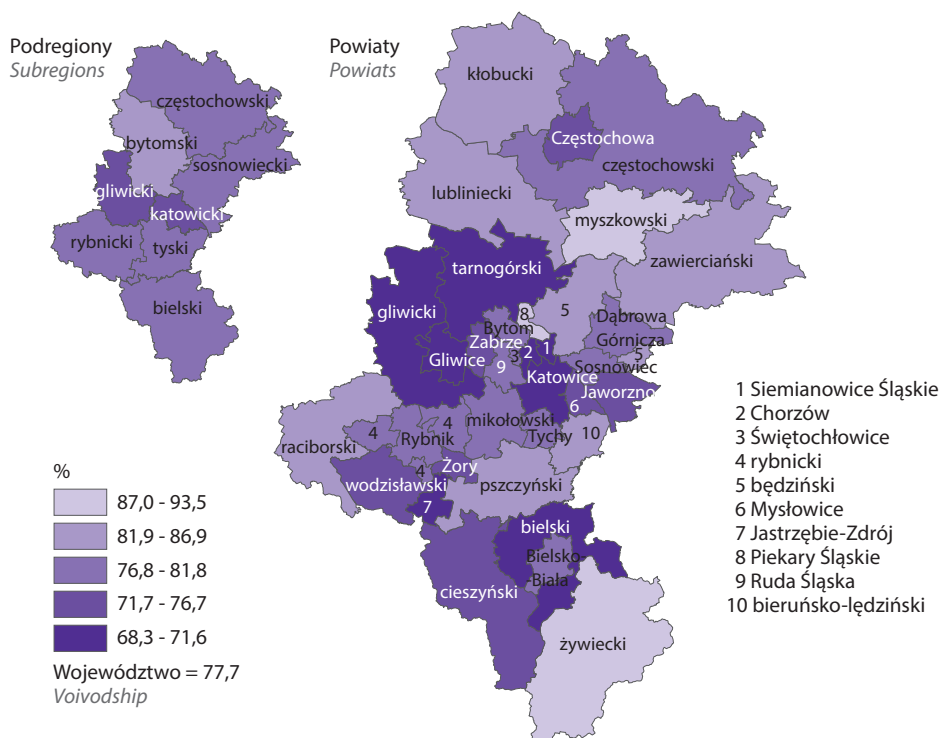 Podregiony
Subregions
częstochowski
bytomski
sosnowiecki
gliwicki
katowicki
rybnicki
tyski
bielski
Powiaty
Powiats
kłobucki
Częstochowa
częstochowski
lubliniecki
myszkowski
zawierciański
tarnogórski
gliwicki
8
5
Bytom
Dąbrowa
Górnicza
Zabrze
3
2
1
5
Gliwice
9
Sosnowiec
Katowice
Jaworzno
6
mikołowski
4
4
Rybnik
Tychy
10
raciborski
Żory
4
wodzisławski
pszczyński
7
bielski
Bielsko-
-Biała
cieszyński
żywiecki
%
87,0 - 93,5
81,9 - 86,9
76,8 - 81,8
71,7 - 76,7
68,3 - 71,6
Województwo = 77,7
Voivodship
1 Siemianowice Śląskie
2 Chorzów
3 Świętochłowice
4 rybnicki
5 będziński
6 Mysłowice
7 Jastrzębie-Zdrój
8 Piekary Śląskie
9 Ruda Śląska
10 bieruńsko-lędziński